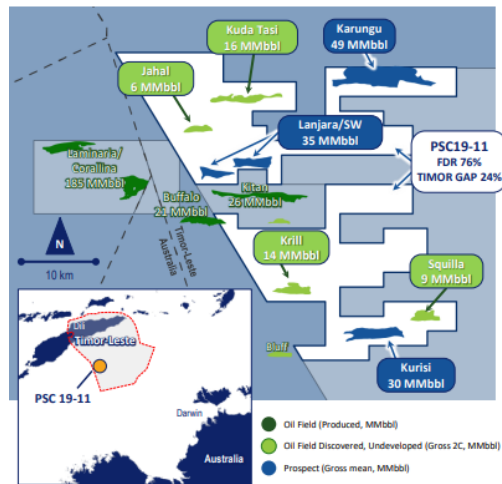 Kuda Tasi
16 MMbbl
Karungu
49 MMbbl
Jahal
6 MMbbl
Lanjara/SW
35 MMbbl
PSC19-11
FDR 76%
TIMOR GAP 24%
Laminaria/
Corallina
185 MMbbl
Buffalo
21 MMbbl
Kitan
26 MMbbl
N
10 km
Timor-Leste
Australia
Krill
14 MMbbl
Squilla
9 MMbbl
Bluff
Kurisi
30 MMbbl
Dili
Timor-Leste
PSC 19-11
Darwin
Australia
Oil Field (Produced, MMbbl)
Oil Field Discovered, Undeveloped (Gross 2C, MMbbl)
Prospect (Gross mean, MMbbl)